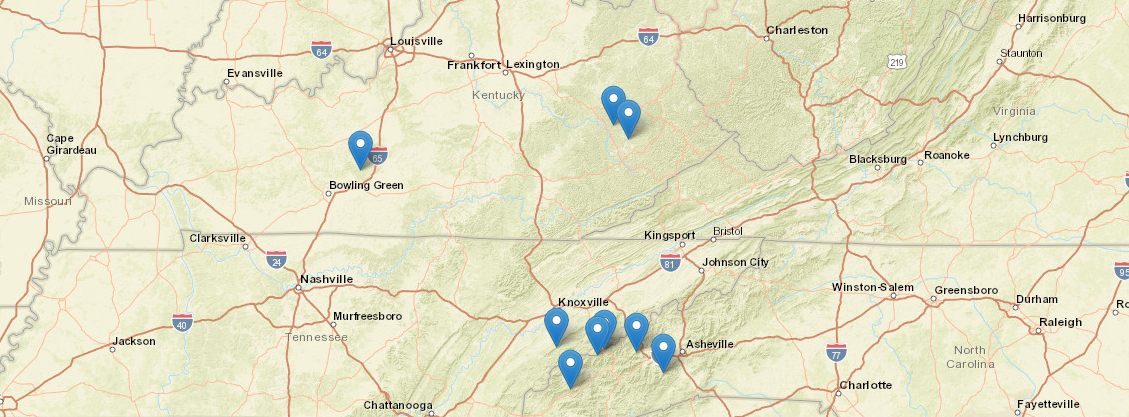 Harrisonburg
Charleston
Louisville
64
64
Staunton
219
Frankfort
Lexington
Evansville
Kentucky
Virginia
Cape
Girardeau
Lynchburg
65
Blacksburg
Roanoke
Bowling Green
Missouri
Clarksville
Kingsport
Bristol
24
81
Johnson City
95
Nashville
Winston-Salem
Greensboro
Knoxville
Durham
Ro
40
Murfreesboro
Raleigh
Tennessee
Jackson
Asheville
77
North
Carolina
Charlotte
Chattanooga
Fayetteville